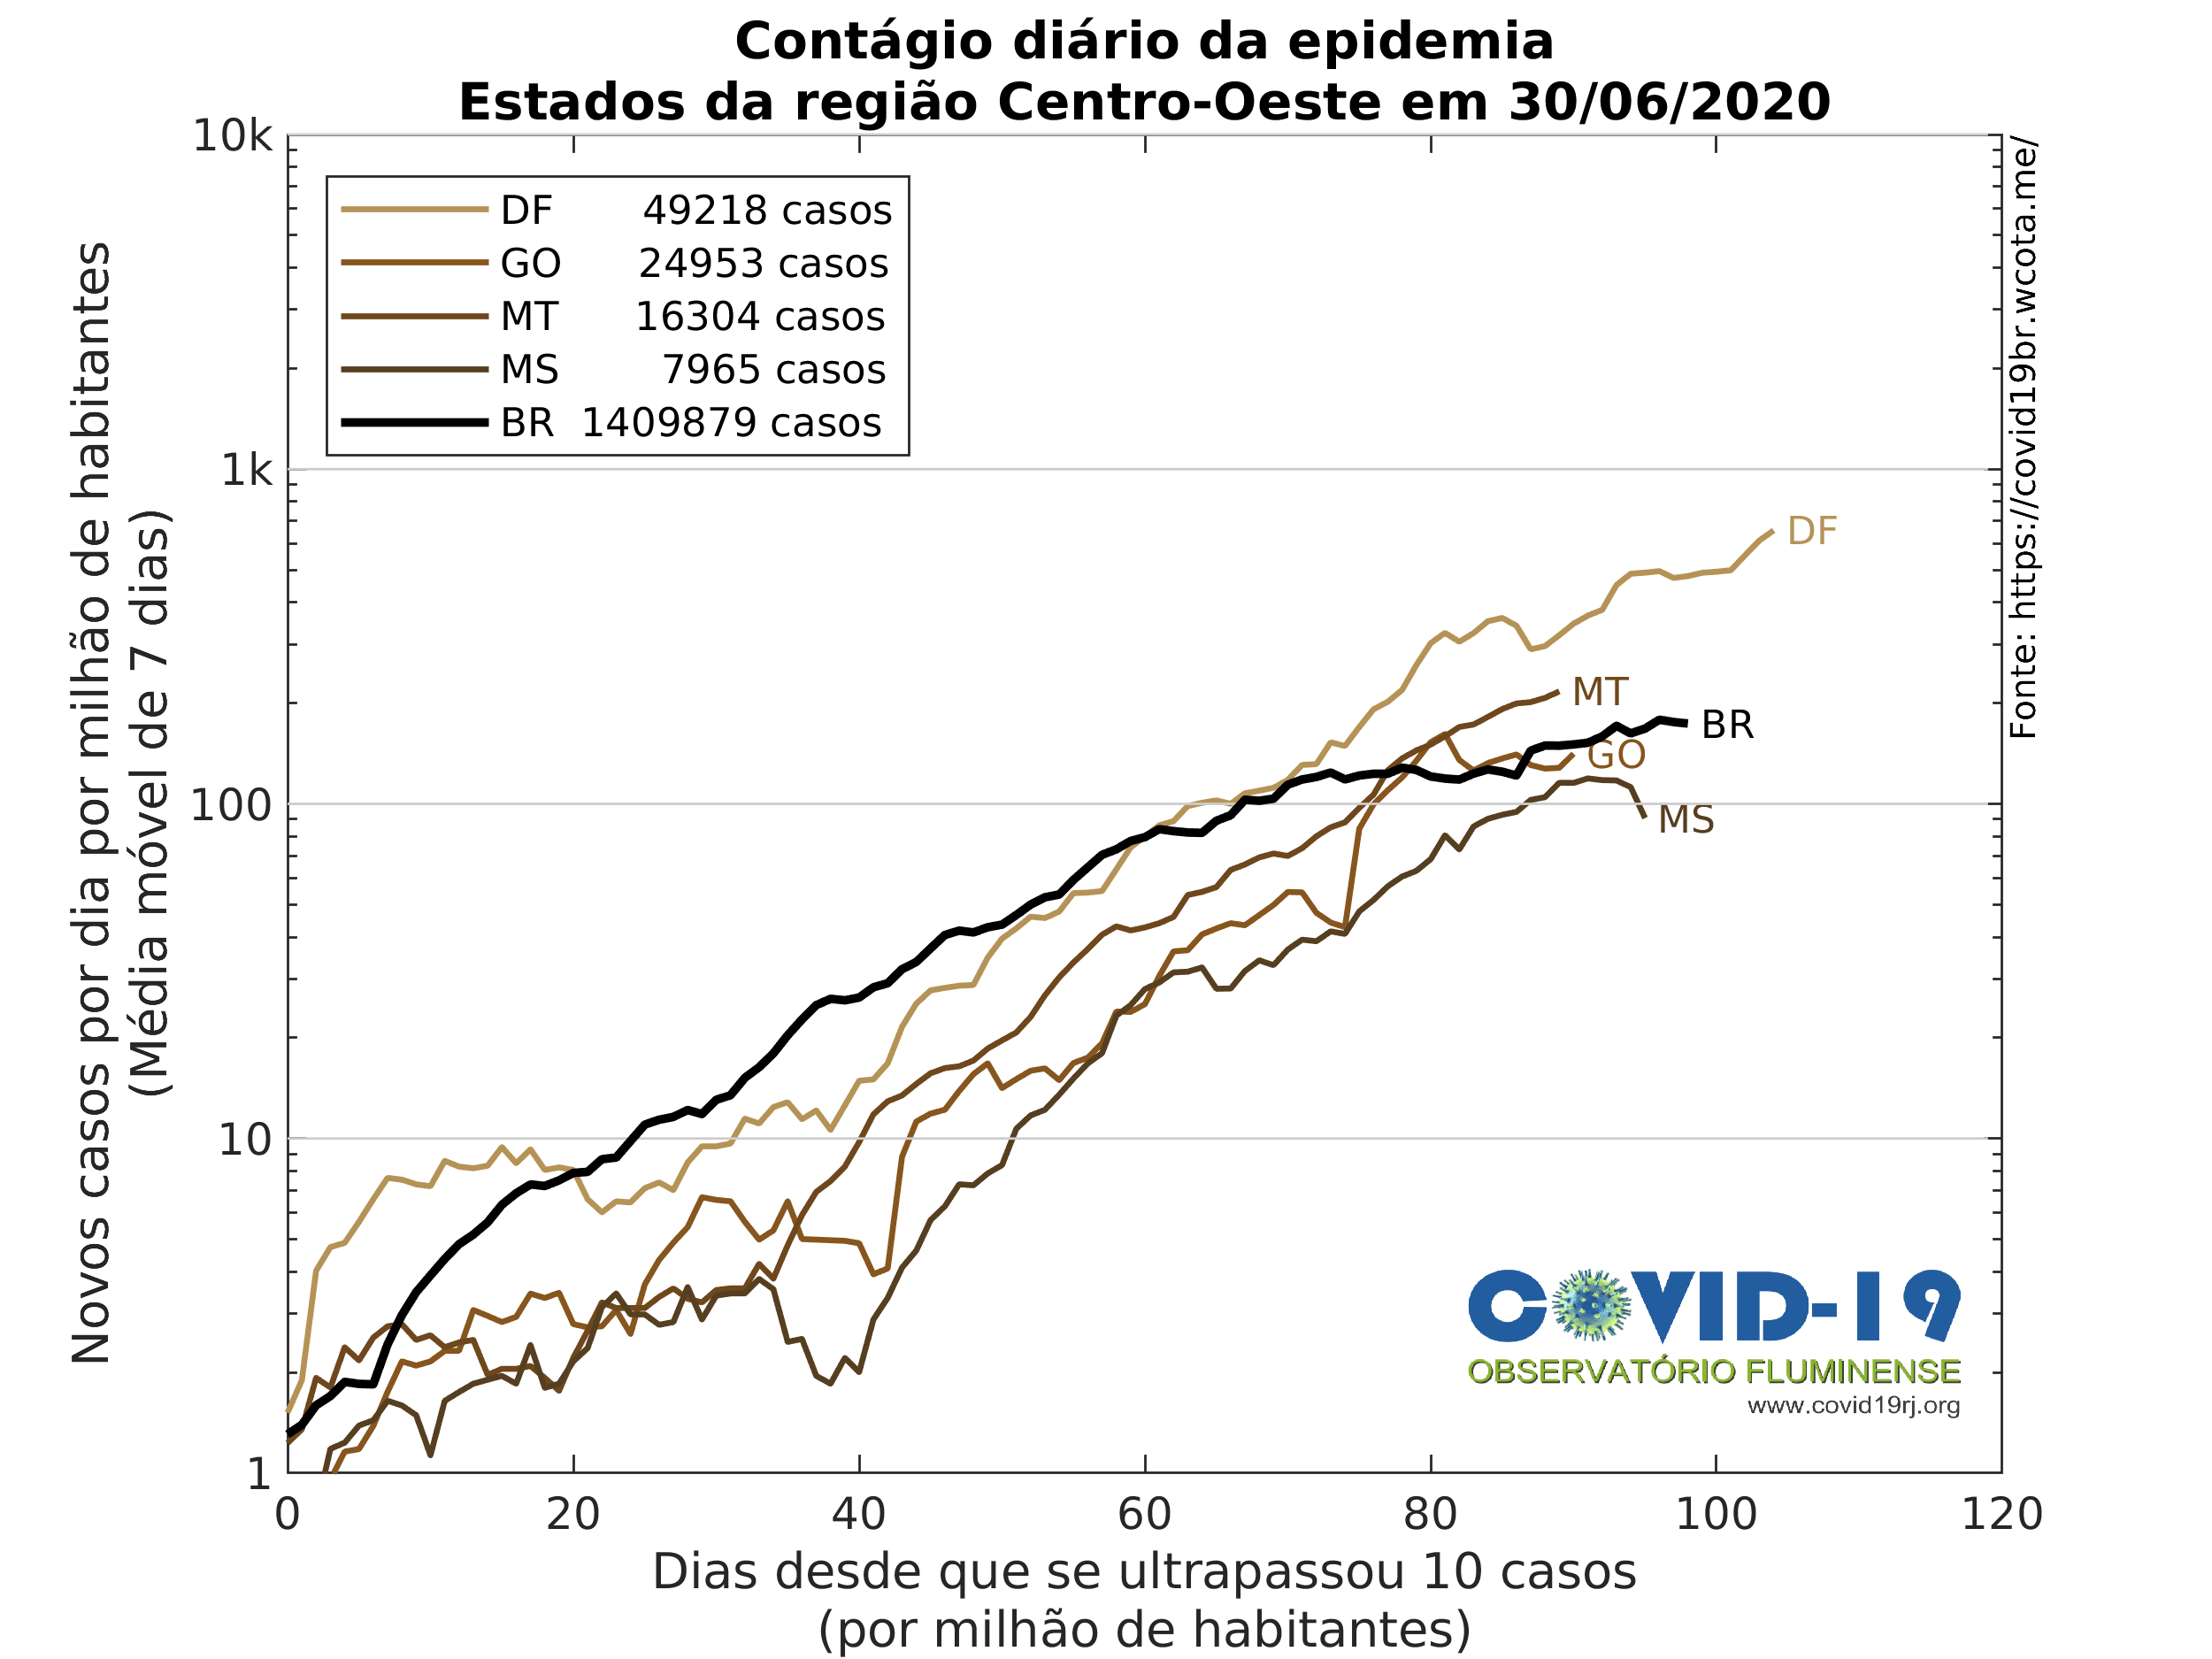 Contágio diário da epidemia
Estados da região Centro-Oeste em 30/06/2020
Novos casos por dia por milhão de habitantes
(Média móvel de 7 dias)
10k
1k
100
10
1
DF 49218 casos
GO 24953 casos
MT 16304 casos
MS 7965 casos
BR 1409879 casos
DF
MT
BR
GO
MS
Fonte: https://covid19br.wcota.me/
COVID-19
OBSERVATÓRIO FLUMINENSE
www.covid19rj.org
0 20 40 60 80 100 120
Dias desde que se ultrapassou 10 casos
(por milhão de habitantes)